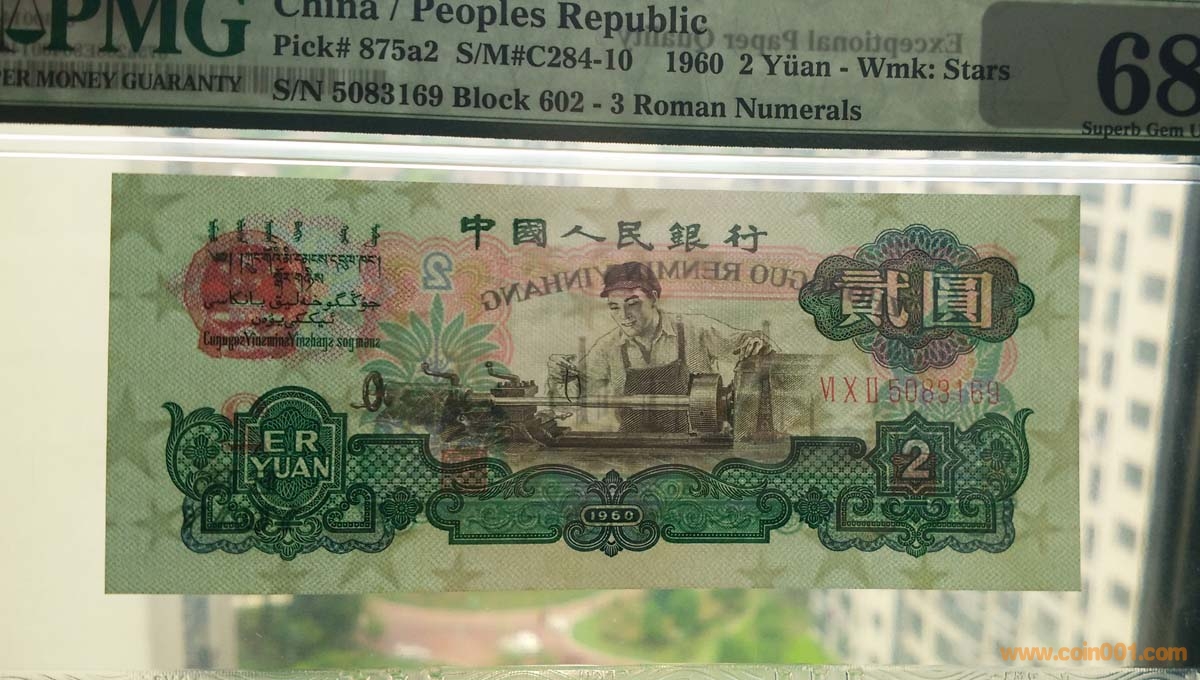 China / Peoples Republic
PMG
Pick# 875a2 S/M#C284-10 1960 2 Yüan - Wmk: Stars
Exceptional Paper Quality
68
ER MONEY GUARANTY
S/N 5083169 Block 602 - 3 Roman Numerals
Superb Gem U
中國人民銀行
GUO RENMIN YINHANG
2
貳圓
VI X II 5083169
ER
YUAN
2
1960
www.coin001.com